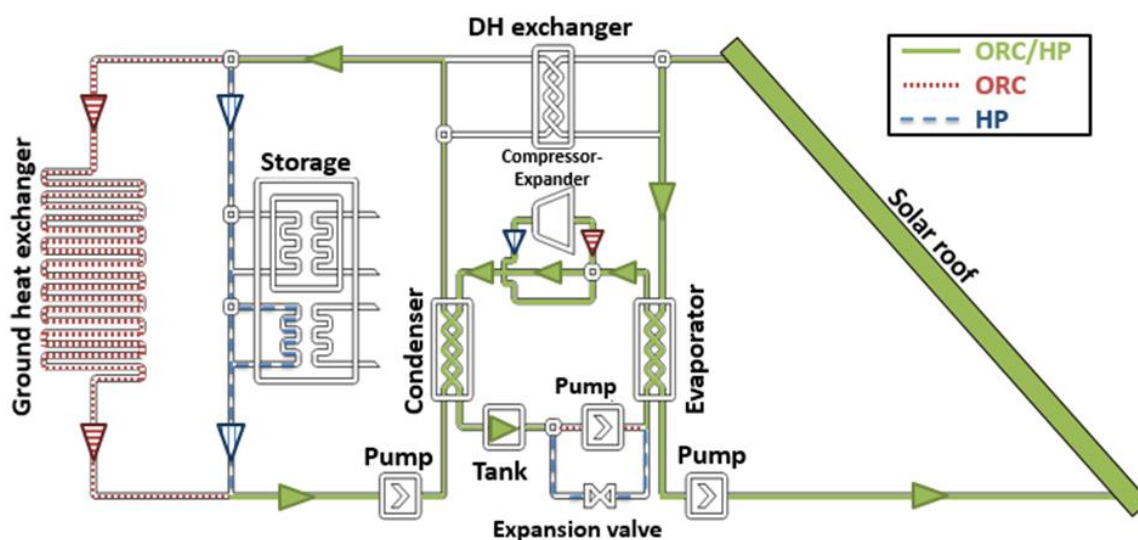 DH exchanger
ORC/HP
ORC
HP
Ground heat exchanger
Storage
Compressor-
Expander
Solar roof
Condenser
Evaporator
Pump
Tank
Pump
Pump
Expansion valve